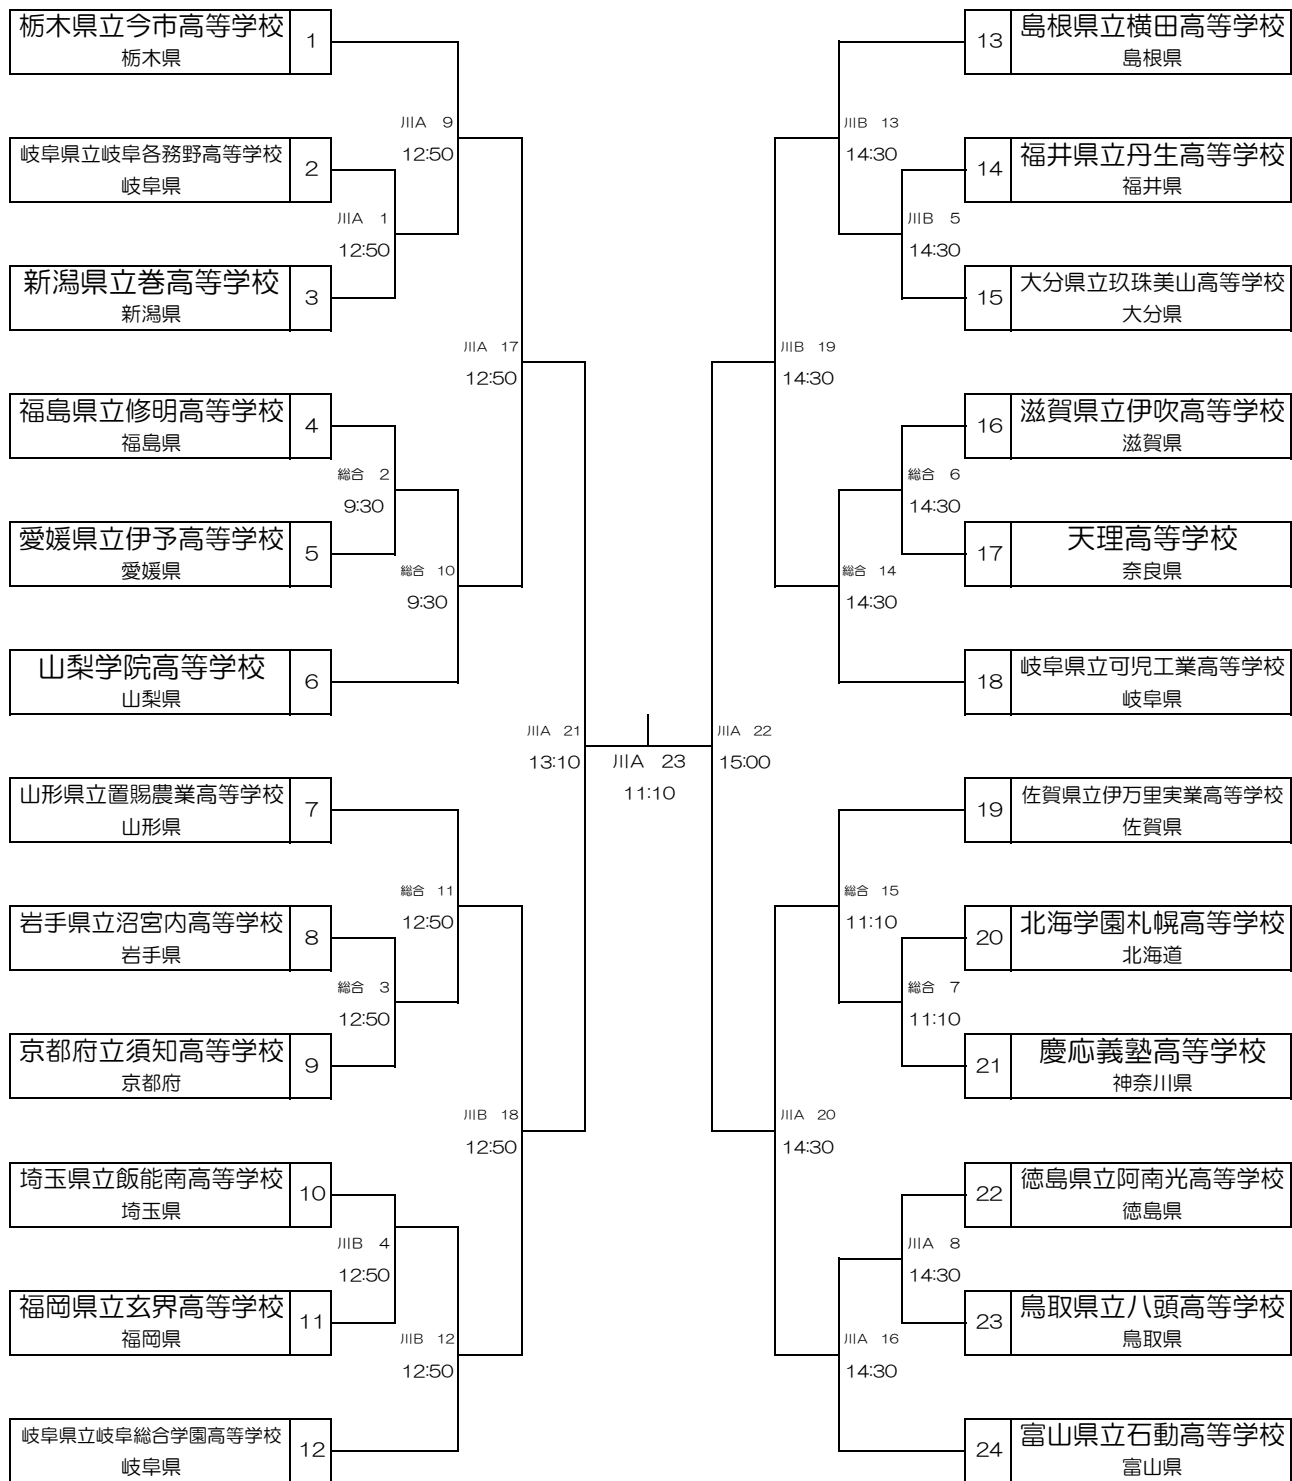 栃木県立今市高等学校
栃木県
1
岐阜県立岐阜各務野高等学校
岐阜県
2
新潟県立巻高等学校
新潟県
3
福島県立修明高等学校
福島県
4
愛媛県立伊予高等学校
愛媛県
5
山梨学院高等学校
山梨県
6
山形県立置賜農業高等学校
山形県
7
岩手県立沼宮内高等学校
岩手県
8
京都府立須知高等学校
京都府
9
埼玉県立飯能南高等学校
埼玉県
10
福岡県立玄界高等学校
福岡県
11
岐阜県立岐阜総合学園高等学校
岐阜県
12
川A 1
12:50
総合 2
9:30
総合 3
12:50
川B 4
12:50
川A 9
12:50
総合 10
9:30
総合 11
12:50
川B 12
12:50
川A 17
12:50
川B 18
12:50
川A 21
13:10
川A 23
11:10
川A 22
15:00
川B 19
14:30
川A 20
14:30
川B 13
14:30
総合 14
14:30
総合 15
11:10
川A 16
14:30
川B 5
14:30
総合 6
14:30
総合 7
11:10
川A 8
14:30
13
島根県立横田高等学校
島根県
14
福井県立丹生高等学校
福井県
15
大分県立玖珠美山高等学校
大分県
16
滋賀県立伊吹高等学校
滋賀県
17
天理高等学校
奈良県
18
岐阜県立可児工業高等学校
岐阜県
19
佐賀県立伊万里実業高等学校
佐賀県
20
北海学園札幌高等学校
北海道
21
慶応義塾高等学校
神奈川県
22
徳島県立阿南光高等学校
徳島県
23
鳥取県立八頭高等学校
鳥取県
24
富山県立石動高等学校
富山県